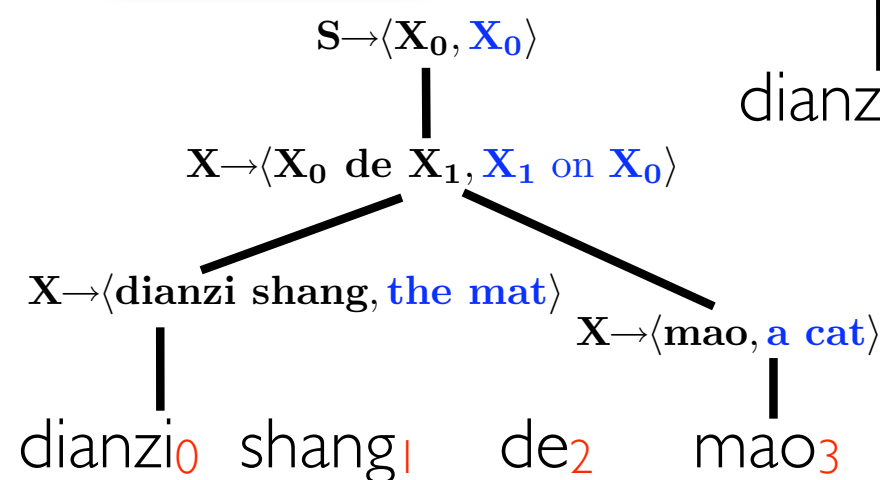 S→⟨X₀, X₀⟩
dianz
X→⟨X₀ de X₁, X₁ on X₀⟩
X→⟨dianzi shang, the mat⟩
X→⟨mao, a cat⟩
dianzi₀ shang₁ de₂ mao₃